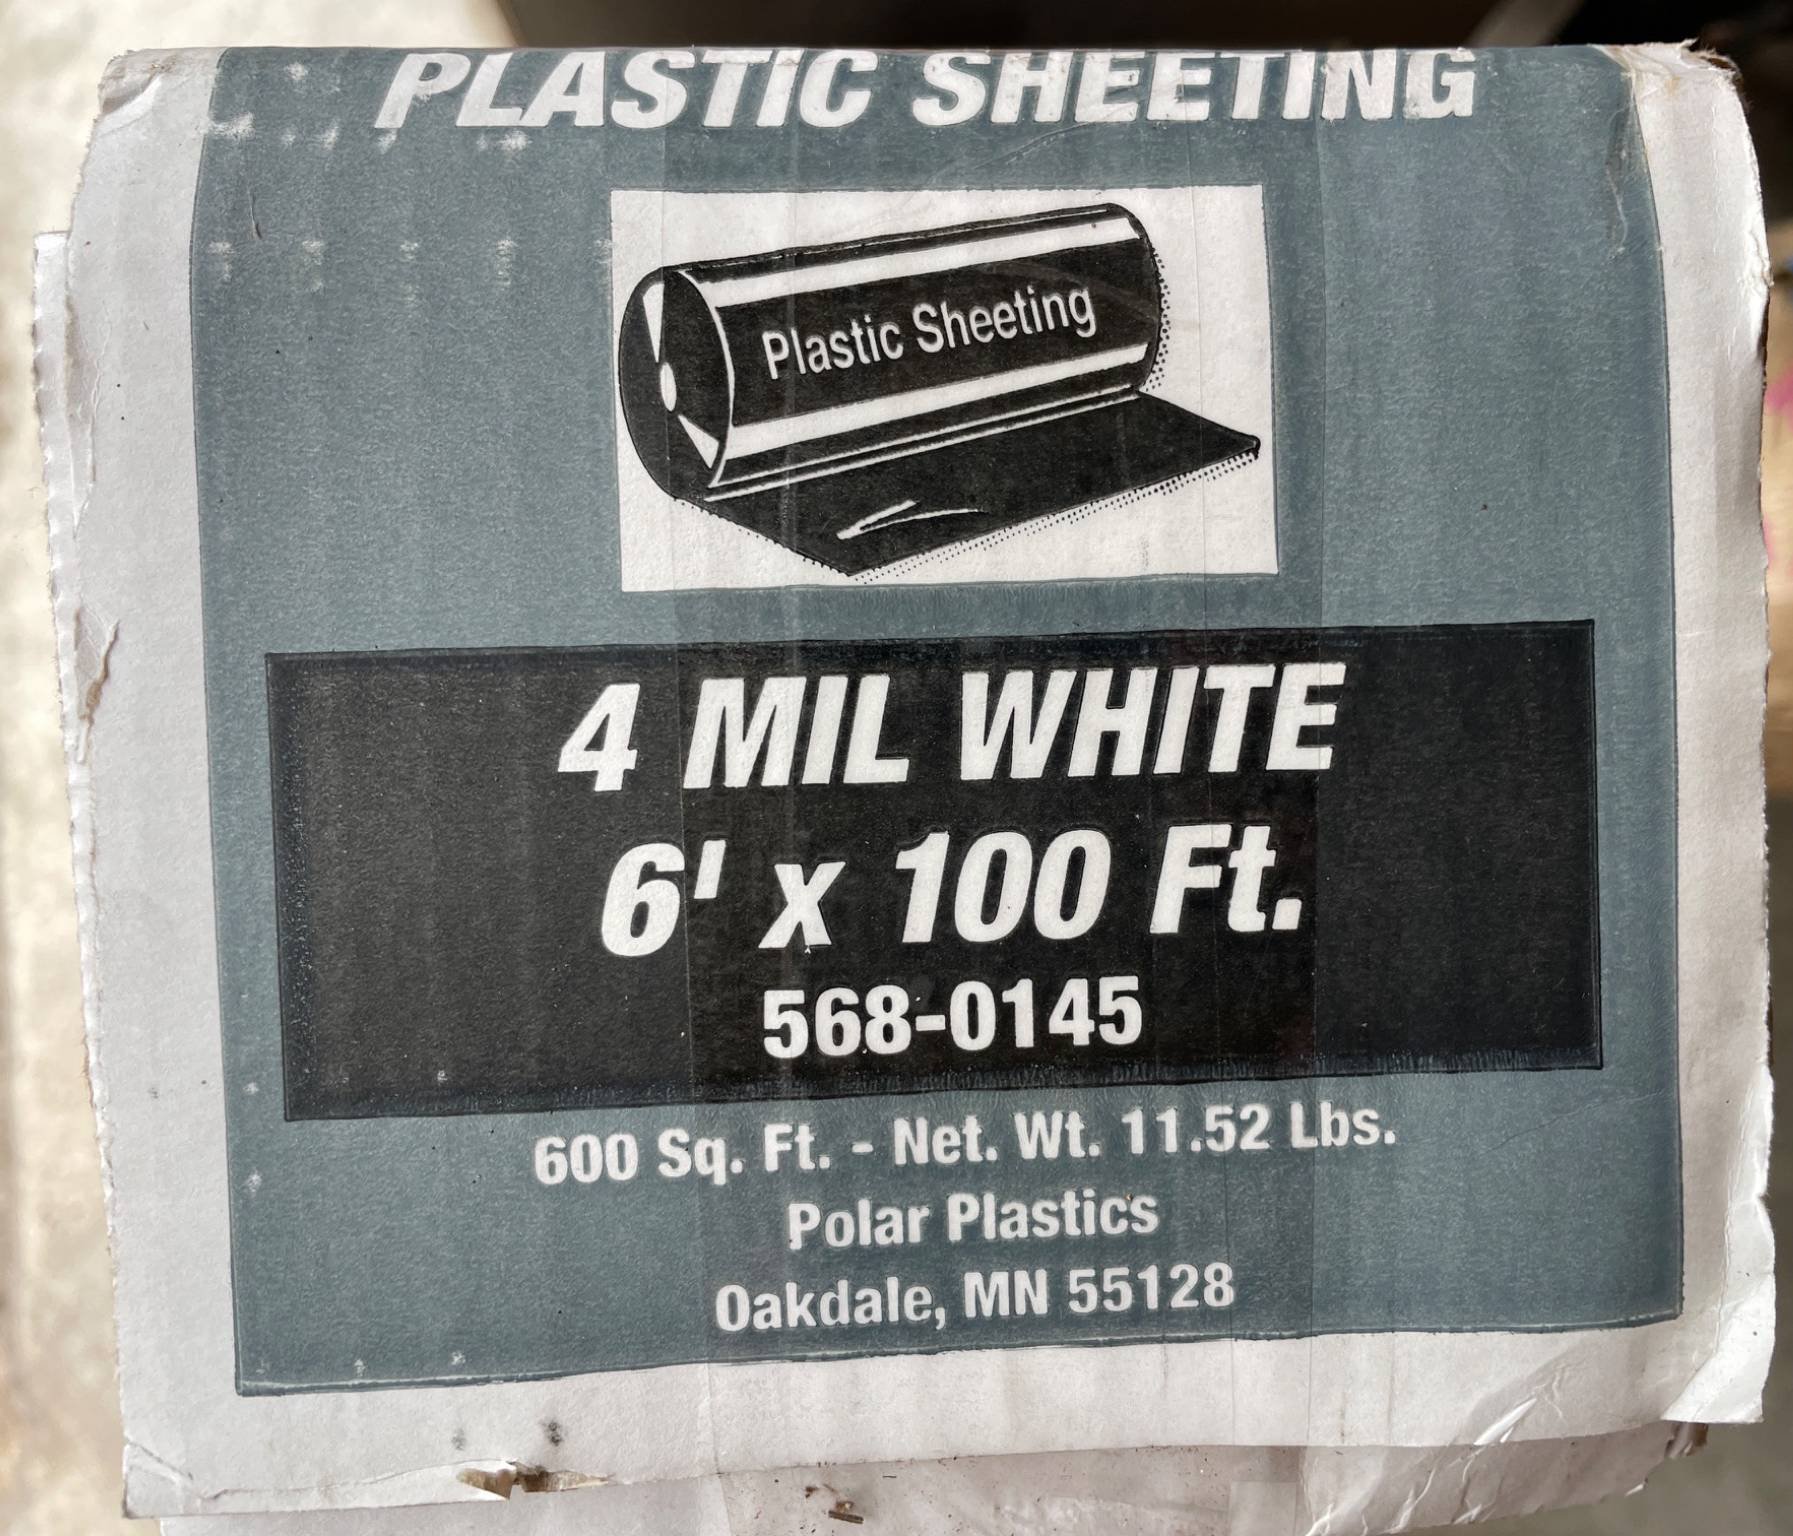 PLASTIC SHEETING
Plastic Sheeting
4 MIL WHITE
6' x 100 Ft.
568-0145
600 Sq. Ft. - Net. Wt. 11.52 Lbs.
Polar Plastics
Oakdale, MN 55128